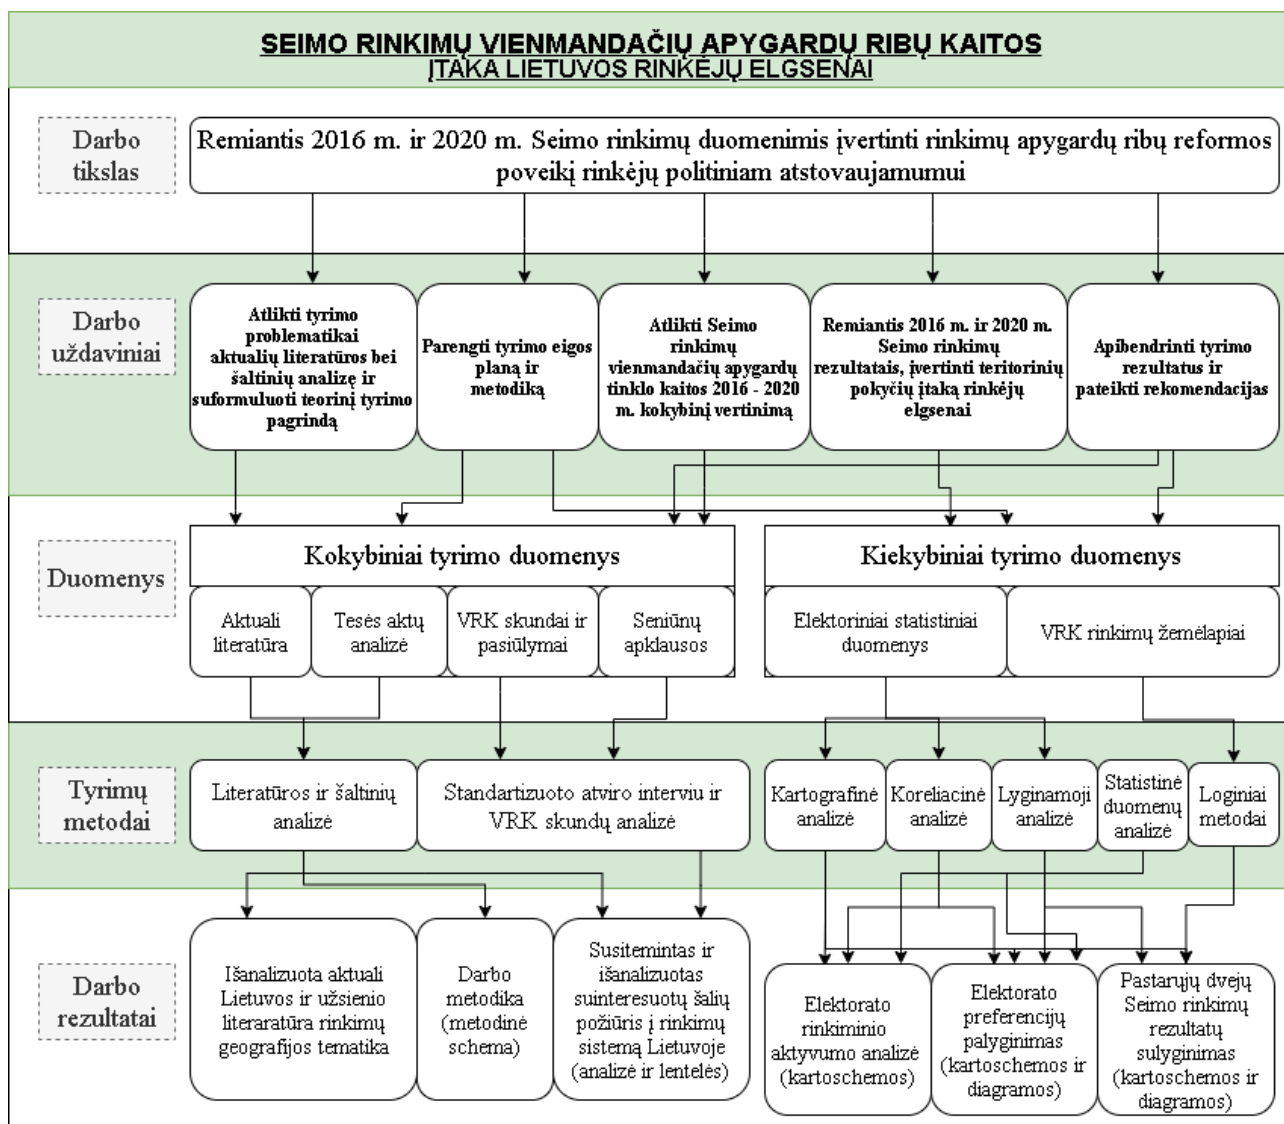 SEIMO RINKIMŲ VIENMANDAČIŲ APYGARDŲ RIBŲ KAITOS
ĮTAKA LIETUVOS RINKĖJŲ ELGSENAI
Darbo
tikslas
Remiantis 2016 m. ir 2020 m. Seimo rinkimų duomenimis įvertinti rinkimų apygardų ribų reformos
poveikį rinkėjų politiniam atstovaujamumui
Darbo
uždaviniai
Atlikti tyrimo
problematikai
aktualių literatūros bei
šaltinių analizę ir
suformuluoti teorinį tyrimo
pagrindą
Parengti tyrimo eigos
planą ir
metodiką
Atlikti Seimo
rinkimų
vienmandačių apygardų
tinklo kaitos 2016 - 2020
m. kokybinį vertinimą
Remiantis 2016 m. ir 2020 m.
Seimo rinkimų
rezultatais, įvertinti teritorinių
pokyčių įtaką rinkėjų
elgsenai
Apibendrinti tyrimo
rezultatus ir
pateikti rekomendacijas
Duomenys
Kokybiniai tyrimo duomenys
Aktuali
literatūra
Tesės aktų
analizė
VRK skundai ir
pasiūlymai
Seniūnų
apklausos
Kiekybiniai tyrimo duomenys
Elektoriniai statistiniai
duomenys
VRK rinkimų žemėlapiai
Tyrimų
metodai
Literatūros ir šaltinių
analizė
Standartizuoto atviro interviu ir
VRK skundų analizė
Kartografinė
analizė
Koreliacinė
analizė
Lyginamoji
analizė
Statistinė
duomenų
analizė
Loginiai
metodai
Darbo
rezultatai
Išanalizuota aktuali
Lietuvos ir užsienio
literaratūra rinkimų
geografijos tematika
Darbo
metodika
(metodinė
schema)
Susitemintas ir
išanalizuotas
suinteresuotų šalių
požiūris į rinkimų
sistemą Lietuvoje
(analizė ir lentelės)
Elektorato
rinkiminio
aktyvumo analizė
(kartoschemos)
Elektorato
preferencijų
palyginimas
(kartoschemos ir
diagramos)
Pastarųjų dvejų
Seimo rinkimų
rezultatų
sulyginimas
(kartoschemos ir
diagramos)